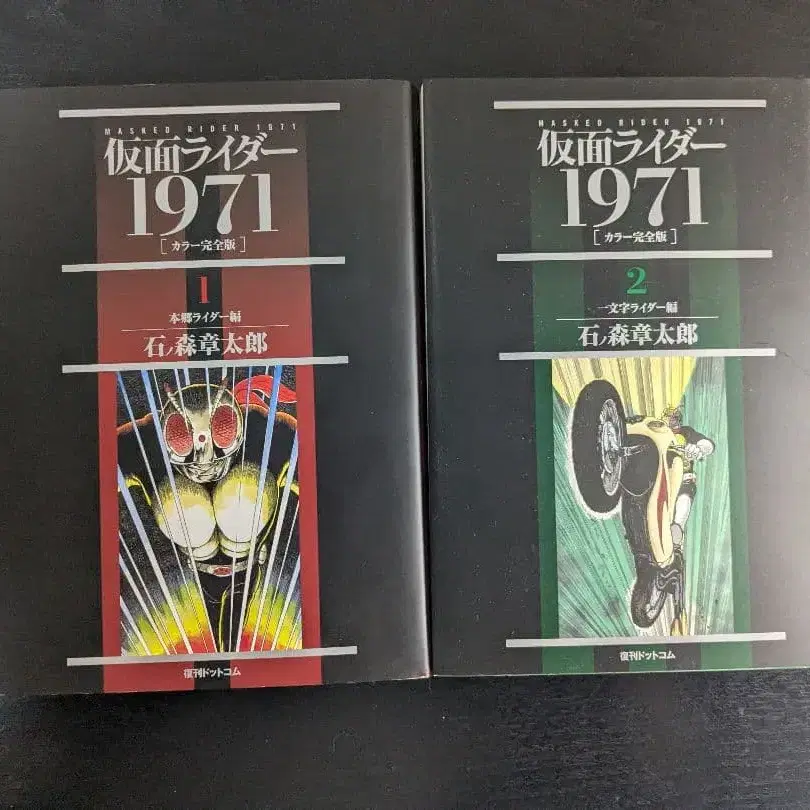 MASKED RIDER 1971
仮面ライダー
1971
[カラー完全版]
1
本郷ライダー編
石ノ森章太郎
復刊ドットコム
MASKED RIDER 1971
仮面ライダー
1971
[カラー完全版]
2
一文字ライダー編
石ノ森章太郎
復刊ドットコム